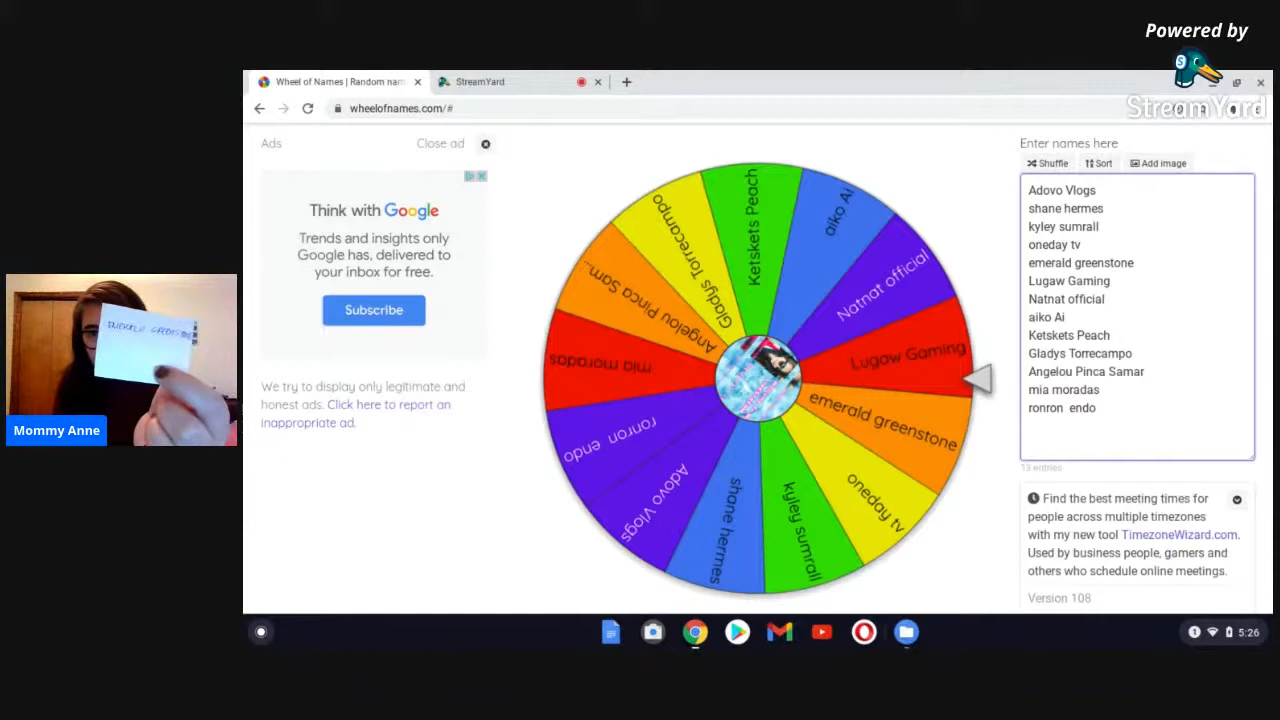 Powered by
StreamYard
Wheel of Names | Random nam
StreamYard
wheelofnames.com/#
Ads
Close ad
Think with Google
Trends and insights only
Google has, delivered to
your inbox for free.
Subscribe
We try to display only legitimate and
honest ads. Click here to report an
inappropriate ad.
EMERALD
Mommy Anne
Ketskets Peach
aiko Ai
Natnat official
Lugaw Gaming
emerald greenstone
oneday tv
kyley sumrall
shane hermes
Adovo Vlogs
ronron endo
mia moradas
Angelou Pinca Sam...
Gladys Torrecampo
Enter names here
Shuffle Sort Add image
Adovo Vlogs
shane hermes
kyley sumrall
oneday tv
emerald greenstone
Lugaw Gaming
Natnat official
aiko Ai
Ketskets Peach
Gladys Torrecampo
Angelou Pinca Samar
mia moradas
ronron endo
13 entries
Find the best meeting times for
people across multiple timezones
with my new tool TimezoneWizard.com.
Used by business people, gamers and
others who schedule online meetings.
Version 108
1 5:26